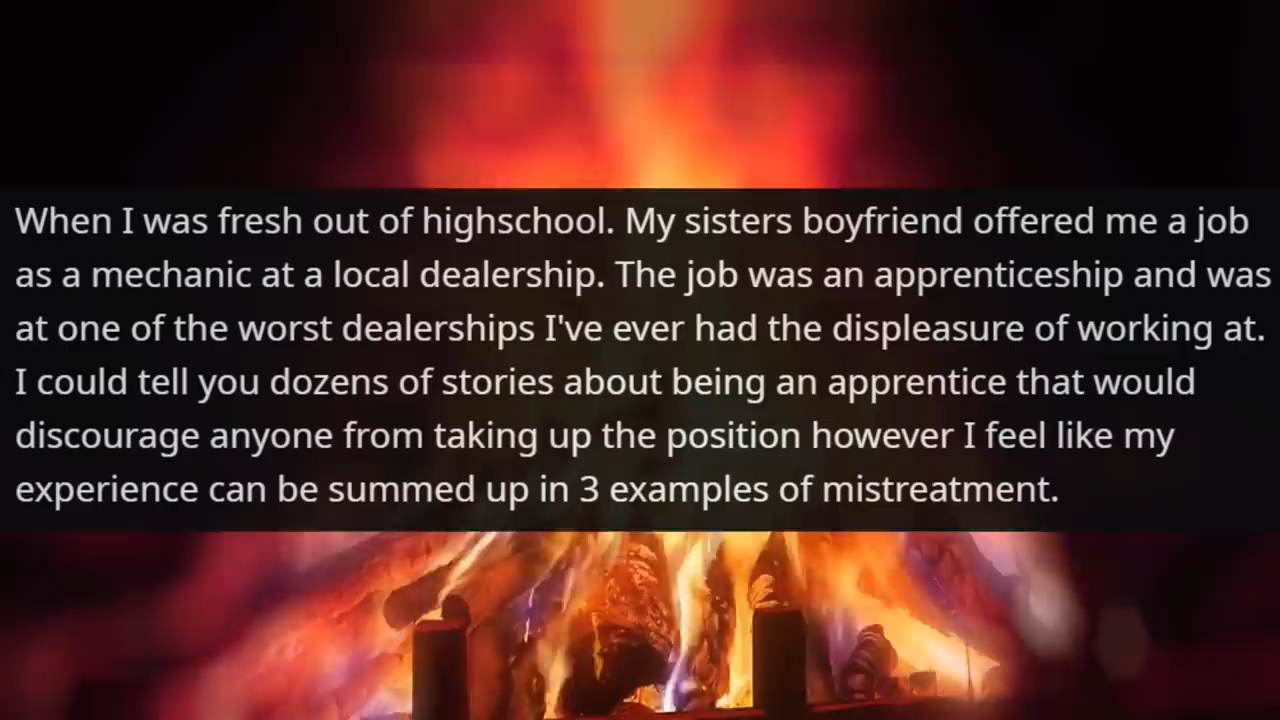 When I was fresh out of highschool. My sisters boyfriend offered me a job
as a mechanic at a local dealership. The job was an apprenticeship and was
at one of the worst dealerships I've ever had the displeasure of working at.
I could tell you dozens of stories about being an apprentice that would
discourage anyone from taking up the position however I feel like my
experience can be summed up in 3 examples of mistreatment.